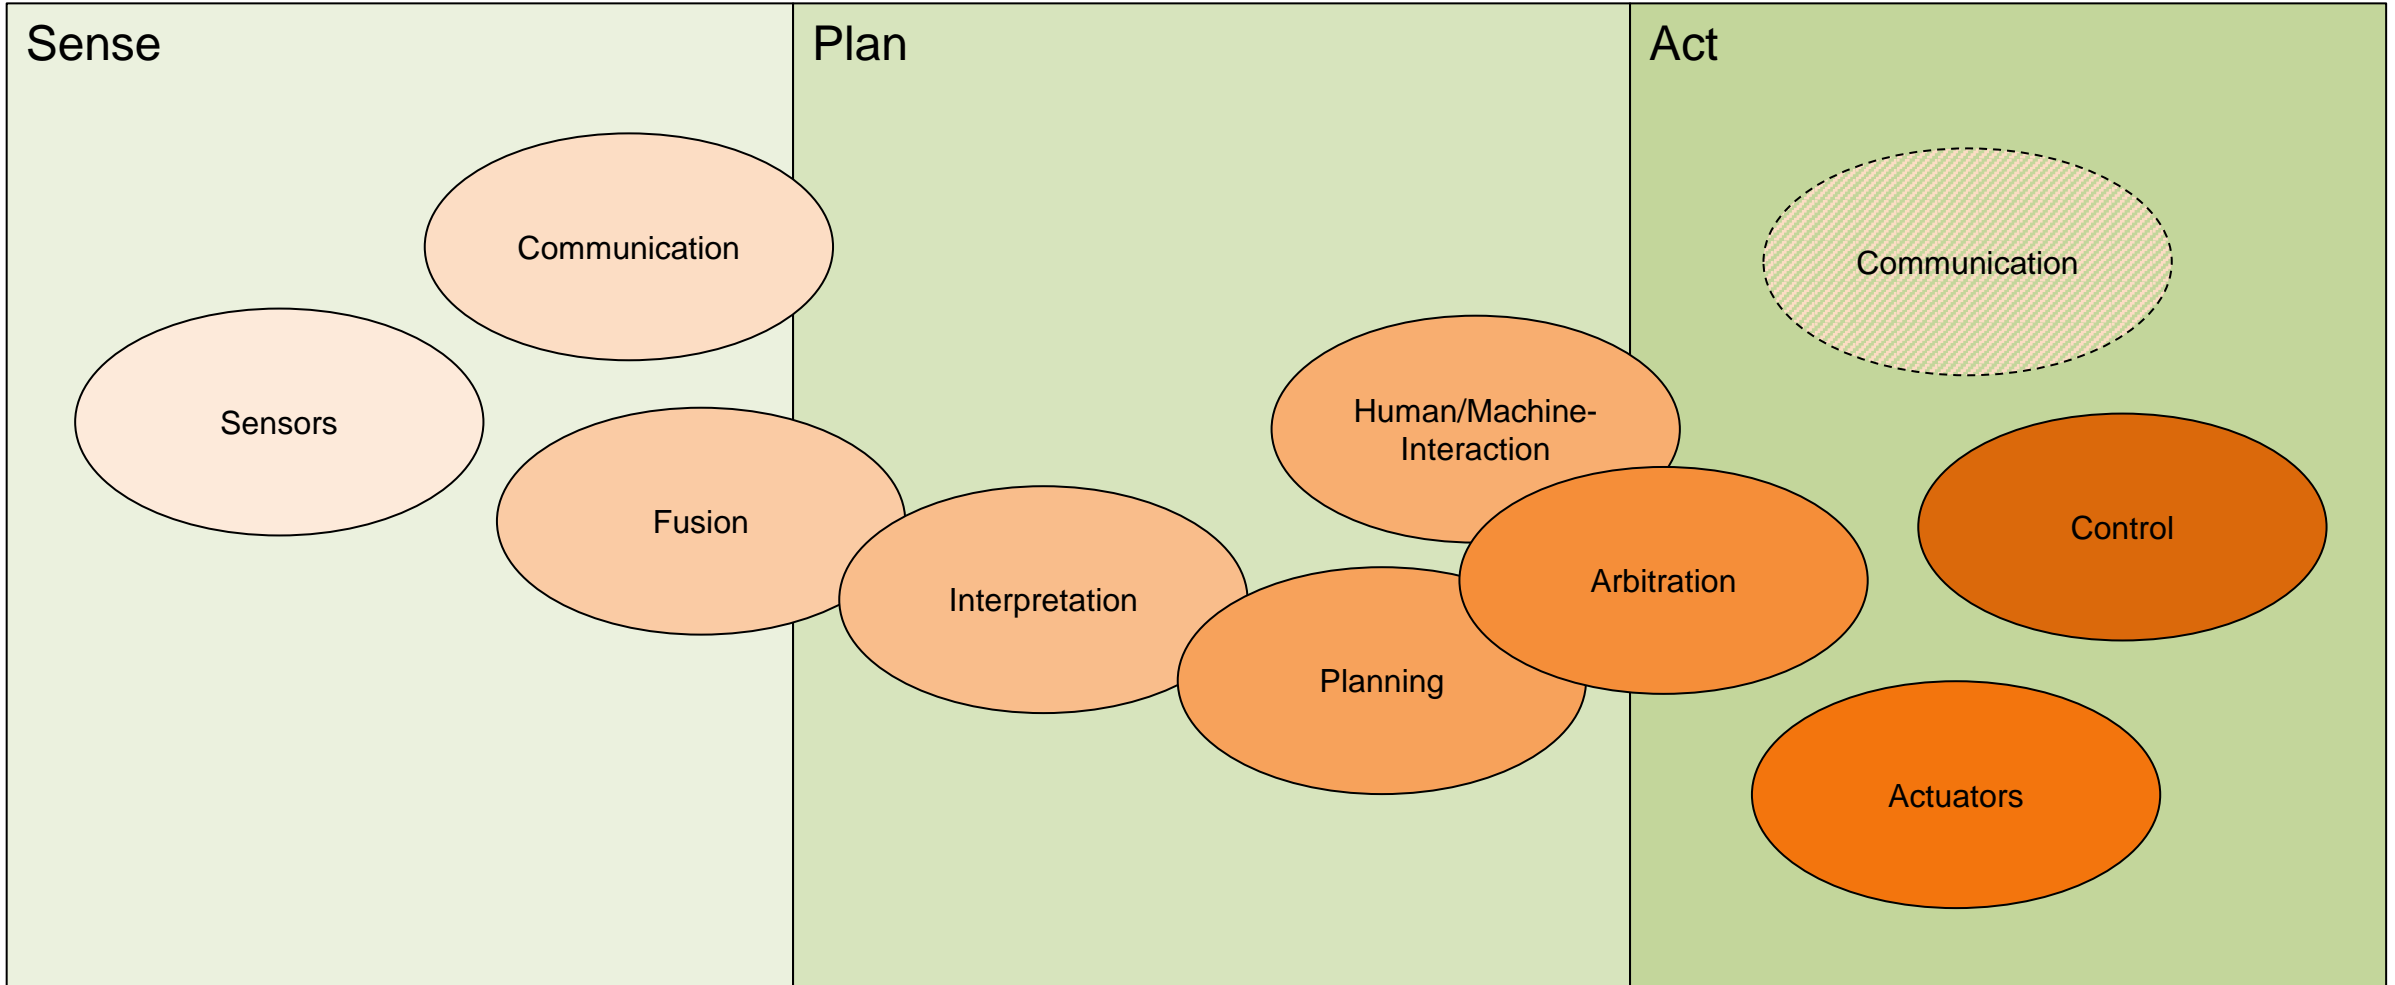 Sense
Plan
Act
Communication
Communication
Sensors
Human/Machine-
Interaction
Fusion
Control
Interpretation
Arbitration
Planning
Actuators